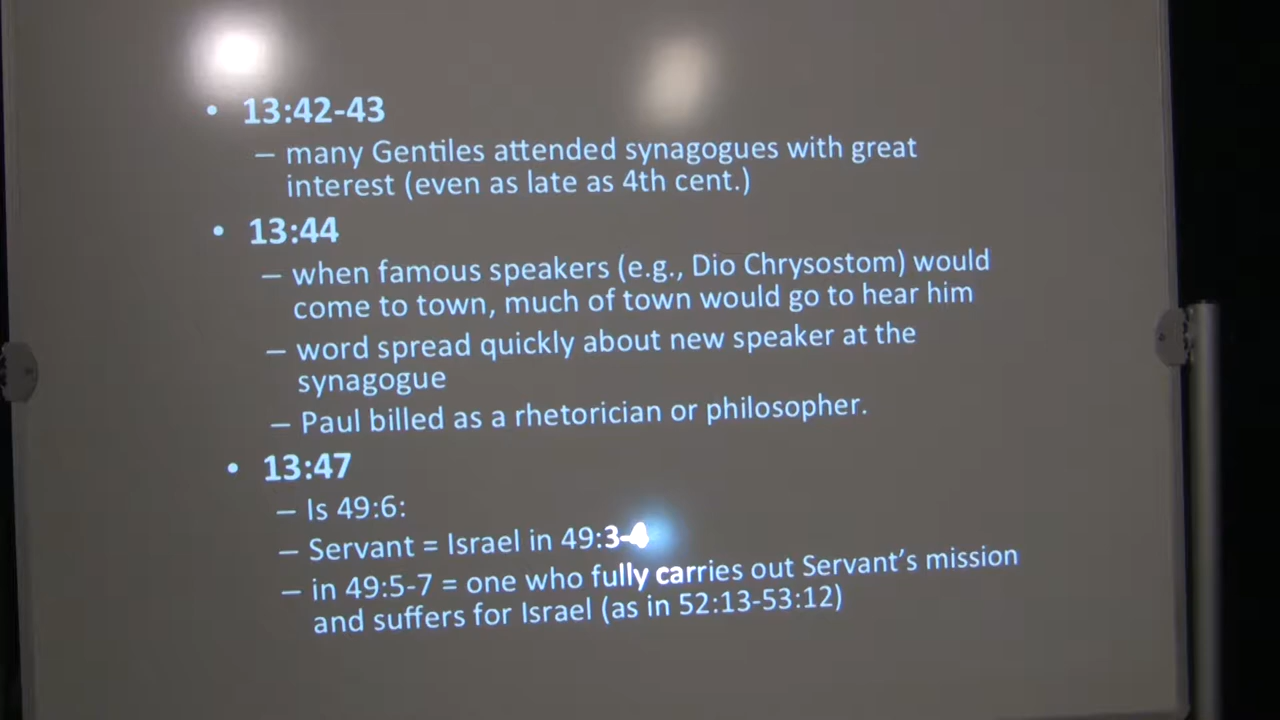 • 13:42-43
– many Gentiles attended synagogues with great
interest (even as late as 4th cent.)
• 13:44
– when famous speakers (e.g., Dio Chrysostom) would
come to town, much of town would go to hear him
– word spread quickly about new speaker at the
synagogue
– Paul billed as a rhetorician or philosopher.
• 13:47
– Is 49:6:
– Servant = Israel in 49:3-4
– in 49:5-7 = one who fully carries out Servant’s mission
and suffers for Israel (as in 52:13-53:12)